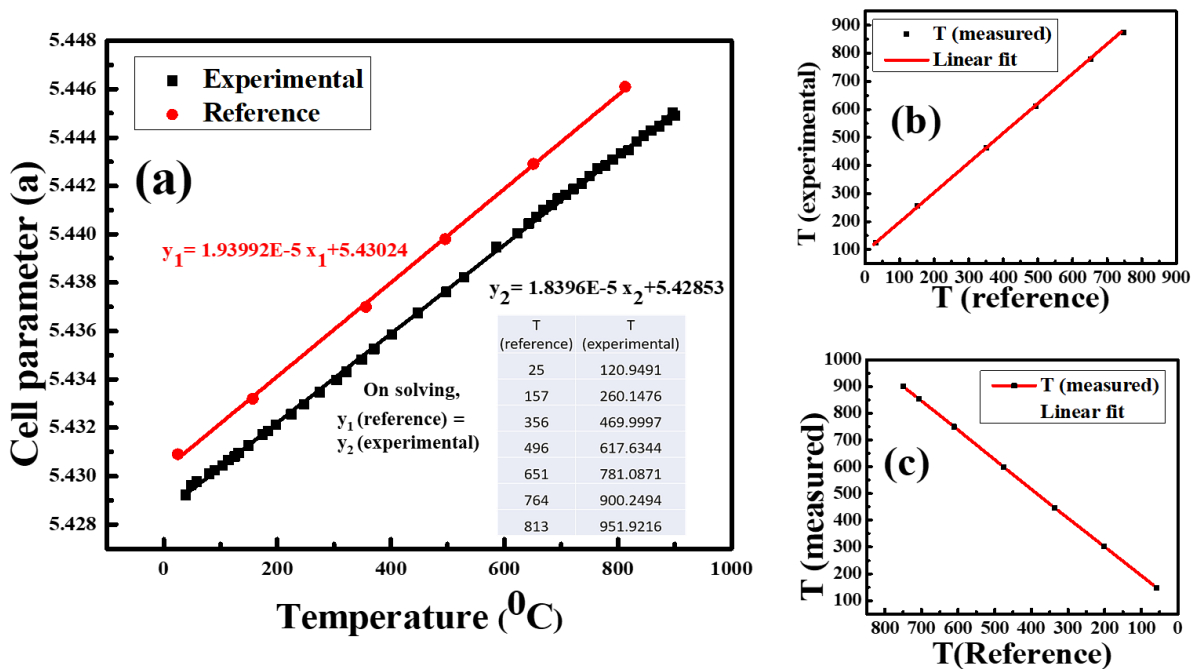 5.448
5.446
5.444
5.442
5.440
5.438
5.436
5.434
5.432
5.430
5.428
Cell parameter (a)
Experimental
Reference
(a)
y1= 1.93992E-5 x1+5.43024
y2= 1.8396E-5 x2+5.42853
On solving,
y1 (reference) =
y2 (experimental)
T (reference) T (experimental)
25 120.9491
157 260.1476
356 469.9997
496 617.6344
651 781.0871
764 900.2494
813 951.9216
0 200 400 600 800 1000
Temperature (⁰C)
900
800
700
600
500
400
300
200
100
T (experimental)
T (measured)
Linear fit
(b)
0 100 200 300 400 500 600 700 800 900
T (reference)
1000
900
800
700
600
500
400
300
200
100
T (measured)
T (measured)
Linear fit
(c)
800 700 600 500 400 300 200 100 0
T(Reference)